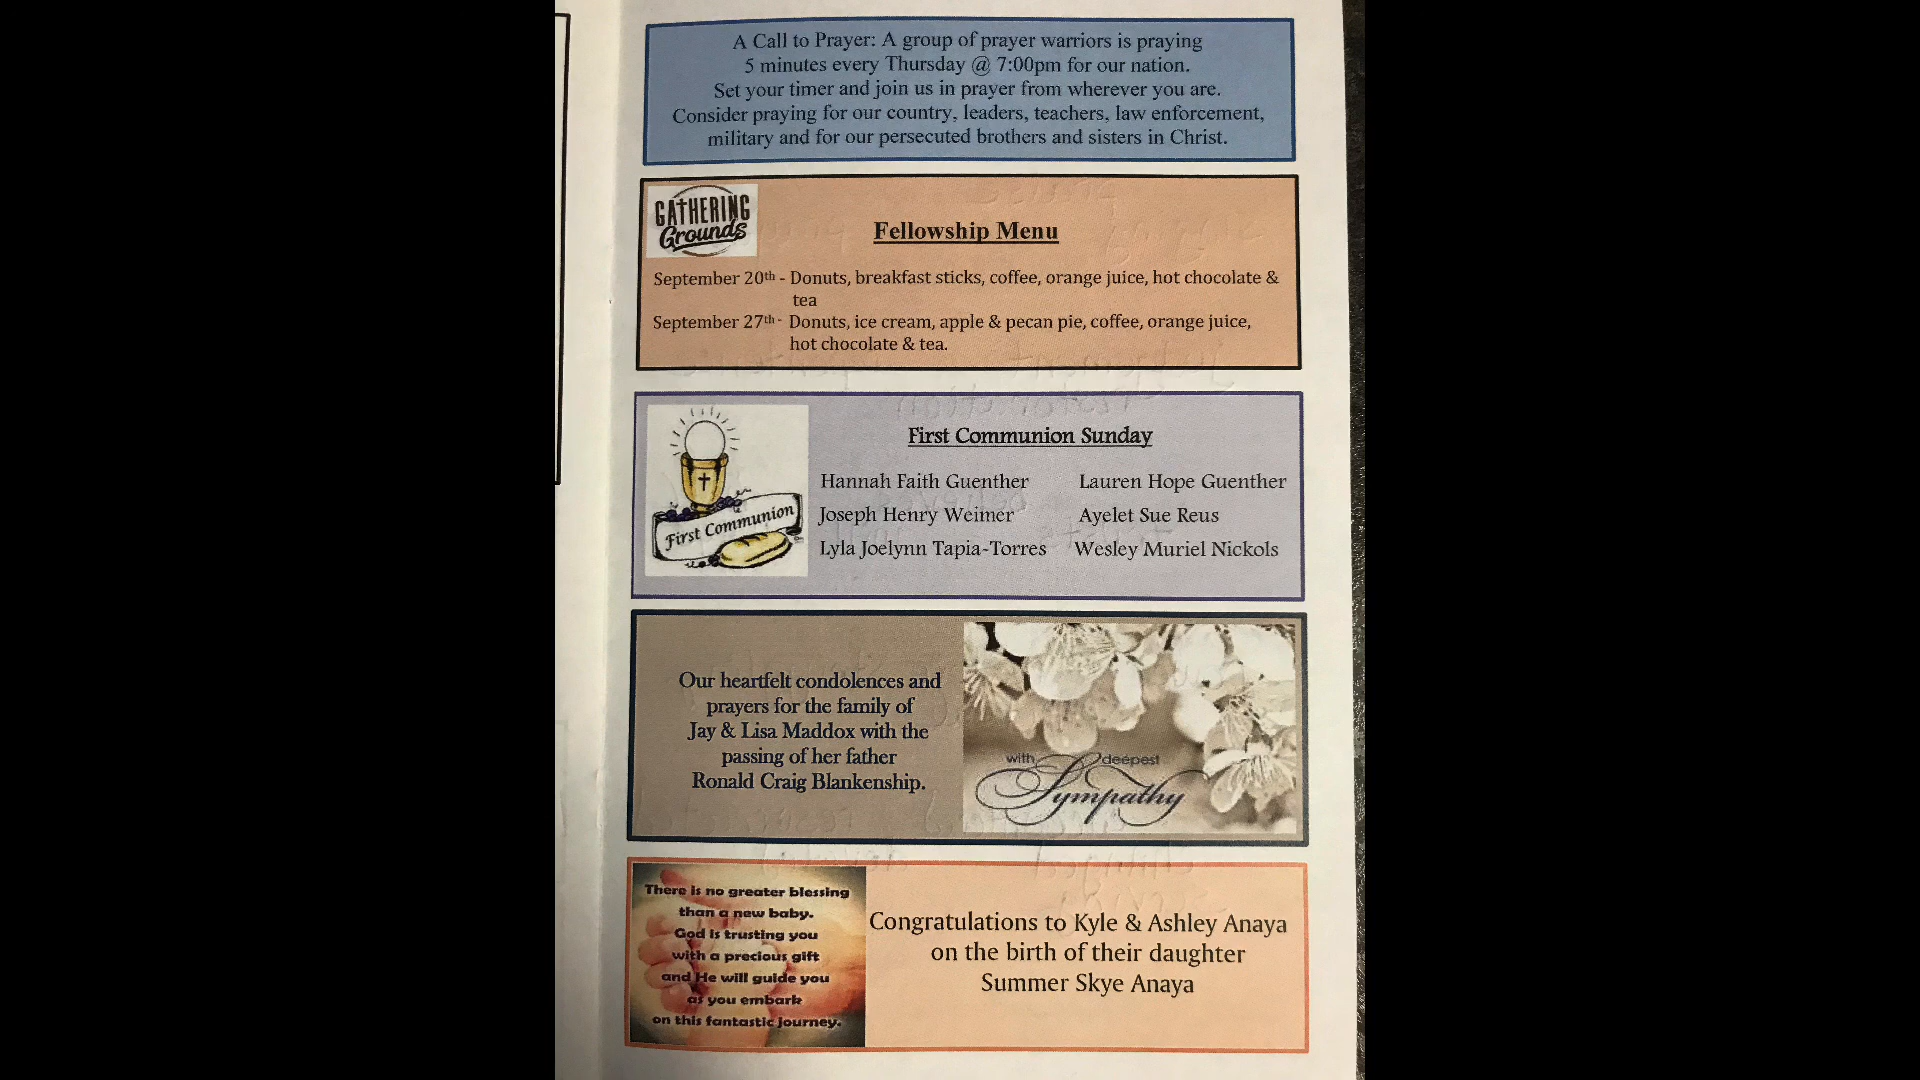 A Call to Prayer: A group of prayer warriors is praying
5 minutes every Thursday @ 7:00pm for our nation.
Set your timer and join us in prayer from wherever you are.
Consider praying for our country, leaders, teachers, law enforcement,
military and for our persecuted brothers and sisters in Christ.
GATHERING
Grounds
Fellowship Menu
September 20th - Donuts, breakfast sticks, coffee, orange juice, hot chocolate &
tea
September 27th - Donuts, ice cream, apple & pecan pie, coffee, orange juice,
hot chocolate & tea.
First Communion Sunday
Hannah Faith Guenther Lauren Hope Guenther
Joseph Henry Weimer Ayelet Sue Reus
Lyla Joelynn Tapia-Torres Wesley Muriel Nickols
First Communion
Our heartfelt condolences and
prayers for the family of
Jay & Lisa Maddox with the
passing of her father
Ronald Craig Blankenship.
with deepest
Sympathy
There is no greater blessing
than a new baby.
God is trusting you
with a precious gift
and He will guide you
as you embark
on this fantastic journey.
Congratulations to Kyle & Ashley Anaya
on the birth of their daughter
Summer Skye Anaya